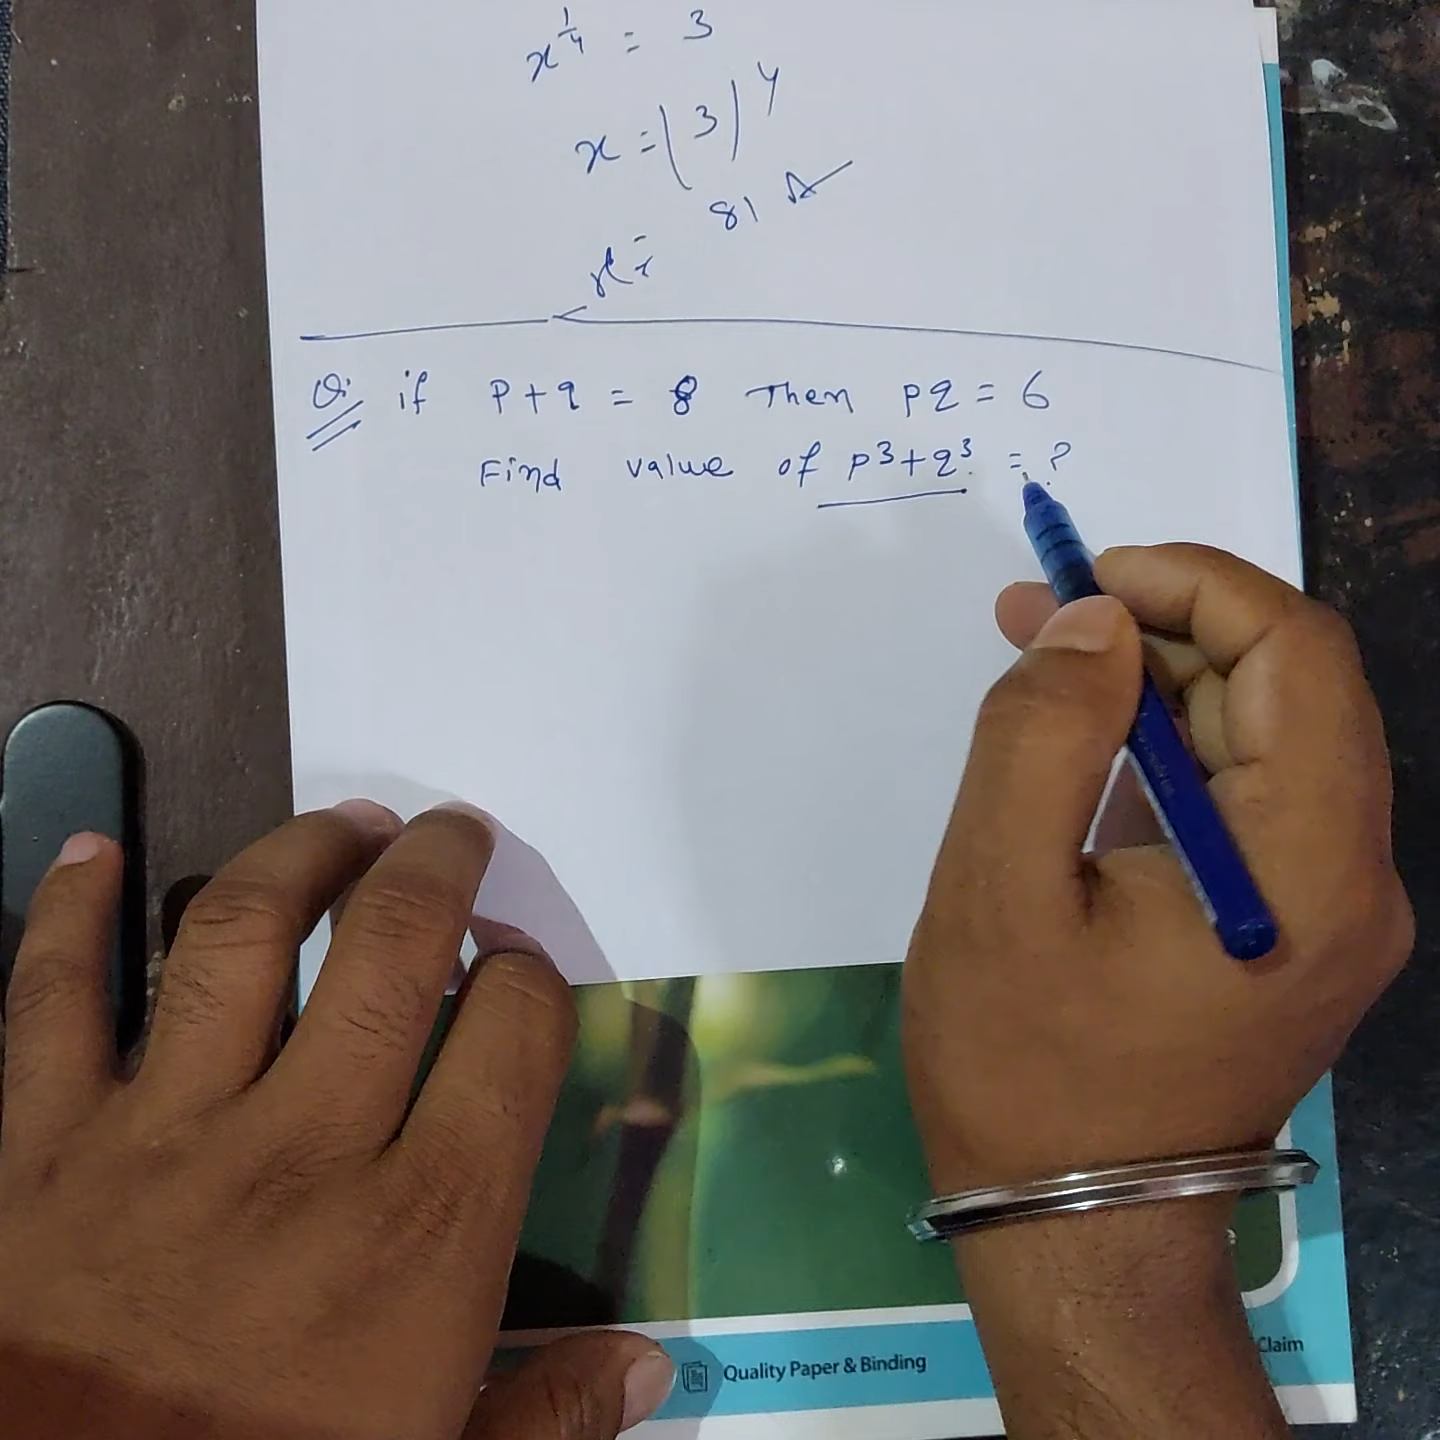 x^{1/4} = 3
x = (3)^4
81
x =
Q: if p+q = 8 Then pq = 6
Find value of p³+q³. = ?
Quality Paper & Binding
Claim